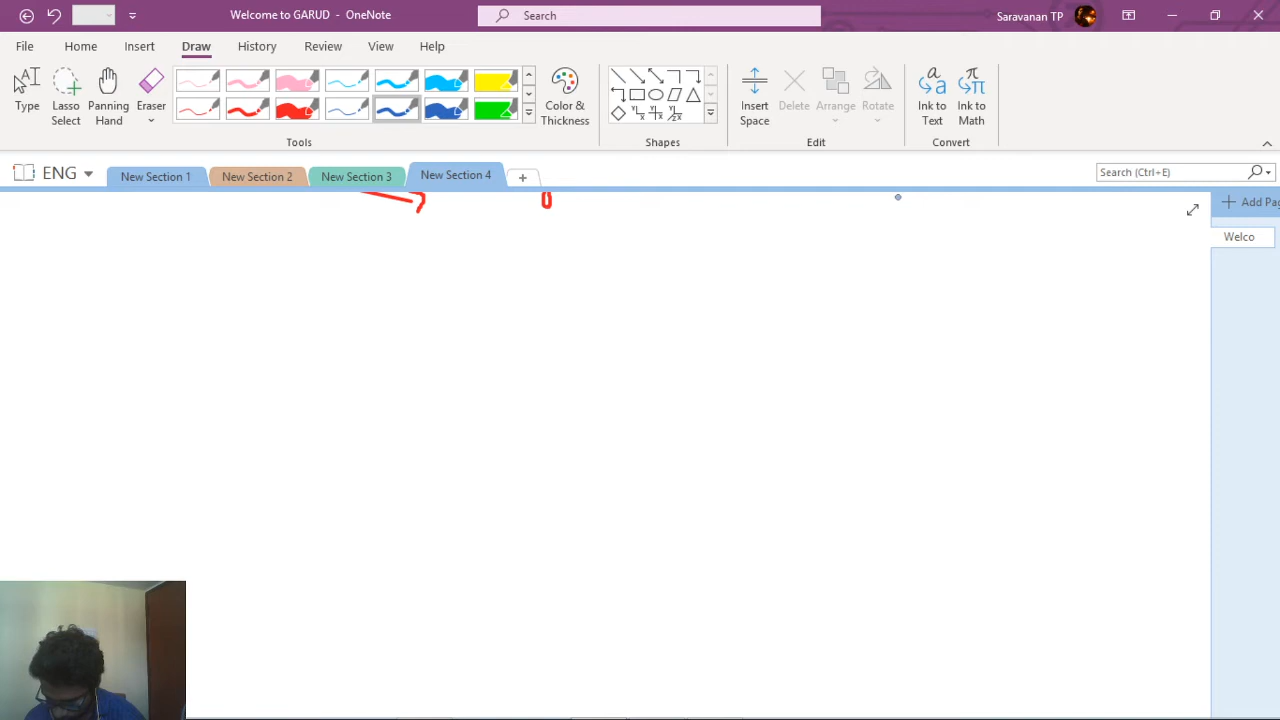 Welcome to GARUD - OneNote
Search
Saravanan TP
File Home Insert Draw History Review View Help
Type
Lasso Select
Panning Hand
Eraser
Color & Thickness
Insert Space
Delete
Arrange
Rotate
Ink to Text
Ink to Math
Tools
Shapes
Edit
Convert
ENG
New Section 1
New Section 2
New Section 3
New Section 4
Search (Ctrl+E)
Add Pag
Welco